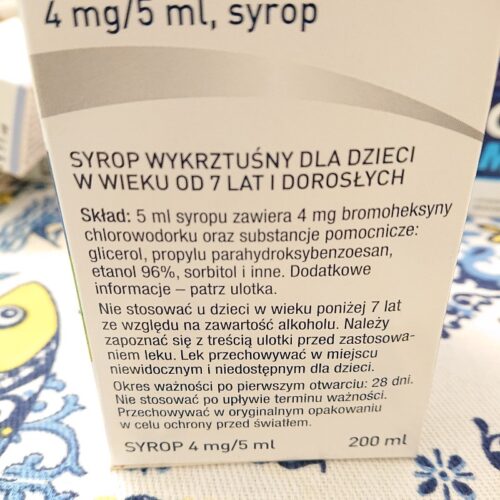 4 mg/5 ml, syrop
SYROP WYKRZTUŚNY DLA DZIECI
W WIEKU OD 7 LAT I DOROSŁYCH
Skład: 5 ml syropu zawiera 4 mg bromoheksyny
chlorowodorku oraz substancje pomocnicze:
glicerol, propylu parahydroksybenzoesan,
etanol 96%, sorbitol i inne. Dodatkowe
informacje – patrz ulotka.
Nie stosować u dzieci w wieku poniżej 7 lat
ze względu na zawartość alkoholu. Należy
zapoznać się z treścią ulotki przed zastosowa-
niem leku. Lek przechowywać w miejscu
niewidocznym i niedostępnym dla dzieci.
Okres ważności po pierwszym otwarciu: 28 dni.
Nie stosować po upływie terminu ważności.
Przechowywać w oryginalnym opakowaniu
w celu ochrony przed światłem.
SYROP 4 mg/5 ml 200 ml